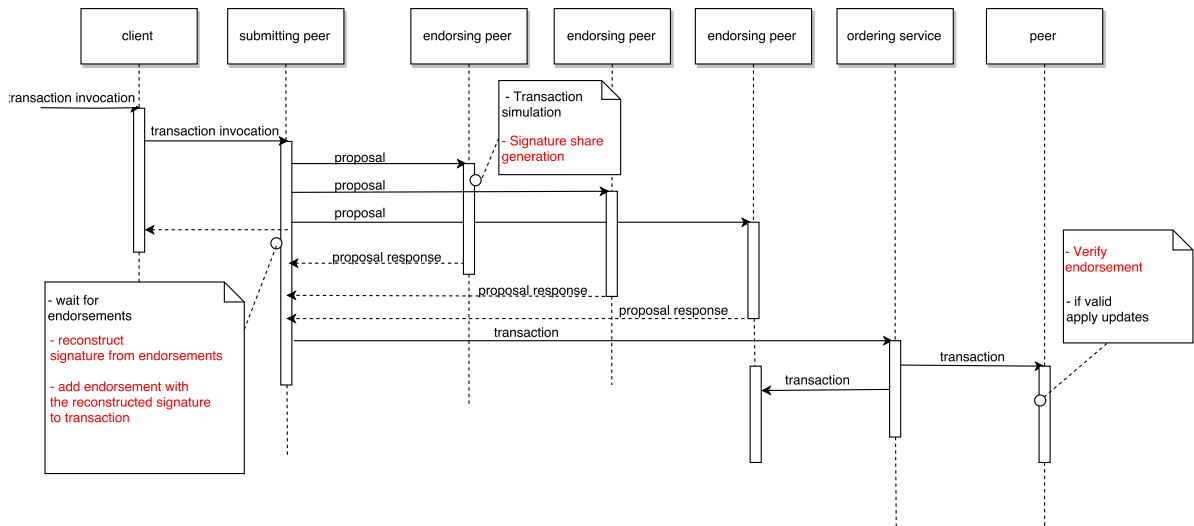 client
submitting peer
endorsing peer
endorsing peer
endorsing peer
ordering service
peer
transaction invocation
transaction invocation
- Transaction
simulation
- Signature share
generation
proposal
proposal
proposal
proposal response
proposal response
proposal response
- wait for
endorsements
- reconstruct
signature from endorsements
- add endorsement with
the reconstructed signature
to transaction
transaction
transaction
transaction
- Verify
endorsement
- if valid
apply updates